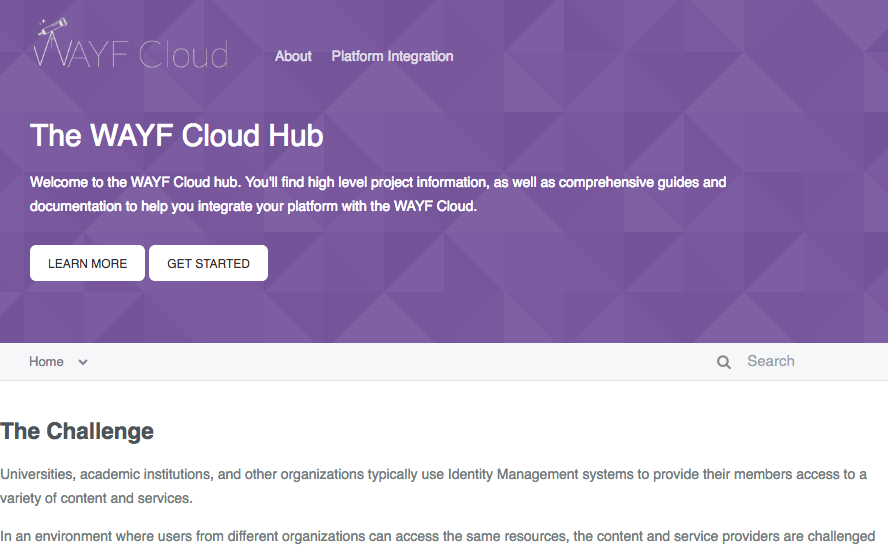 WAYF Cloud
About Platform Integration
The WAYF Cloud Hub
Welcome to the WAYF Cloud hub. You'll find high level project information, as well as comprehensive guides and
documentation to help you integrate your platform with the WAYF Cloud.
LEARN MORE GET STARTED
Home Search
The Challenge
Universities, academic institutions, and other organizations typically use Identity Management systems to provide their members access to a
variety of content and services.
In an environment where users from different organizations can access the same resources, the content and service providers are challenged